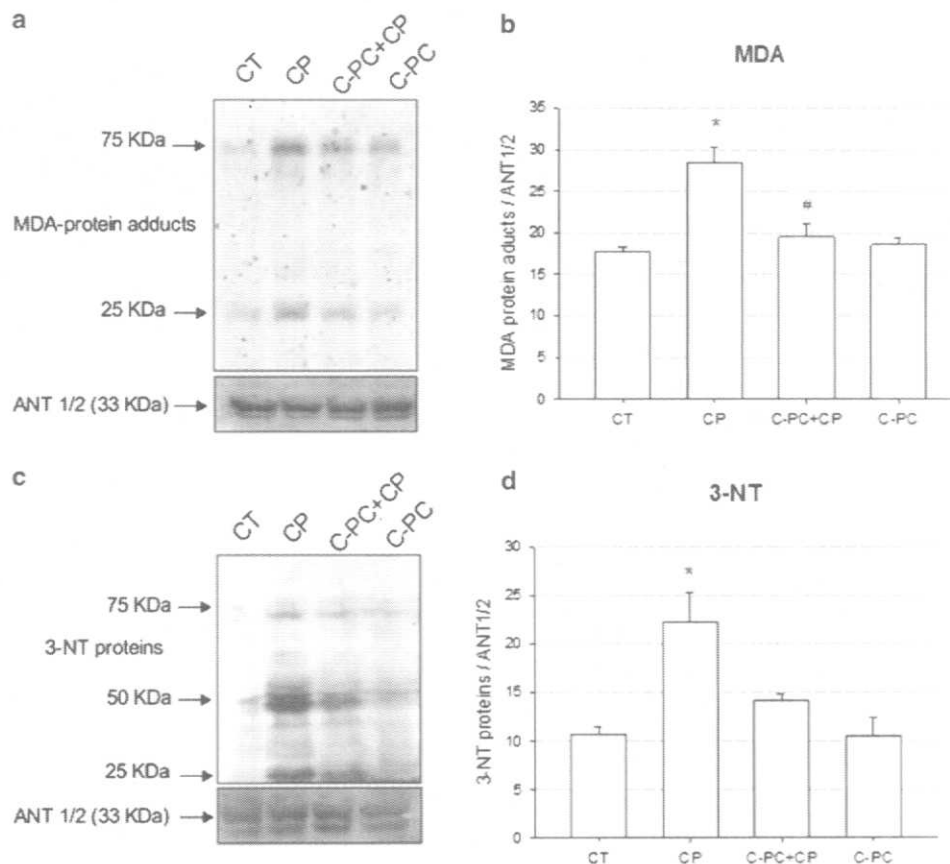 a
CT CP C-PC+CP C-PC
75 KDa
MDA-protein adducts
25 KDa
ANT 1/2 (33 KDa)
b
MDA
MDA protein aducts / ANT1/2
35
30
25
20
15
10
5
0
*
#
CT CP C-PC+CP C-PC
c
CT CP C-PC+CP C-PC
75 KDa
3-NT proteins
50 KDa
25 KDa
ANT 1/2 (33 KDa)
d
3-NT
3-NT proteins / ANT1/2
30
25
20
15
10
5
0
*
CT CP C-PC+CP C-PC